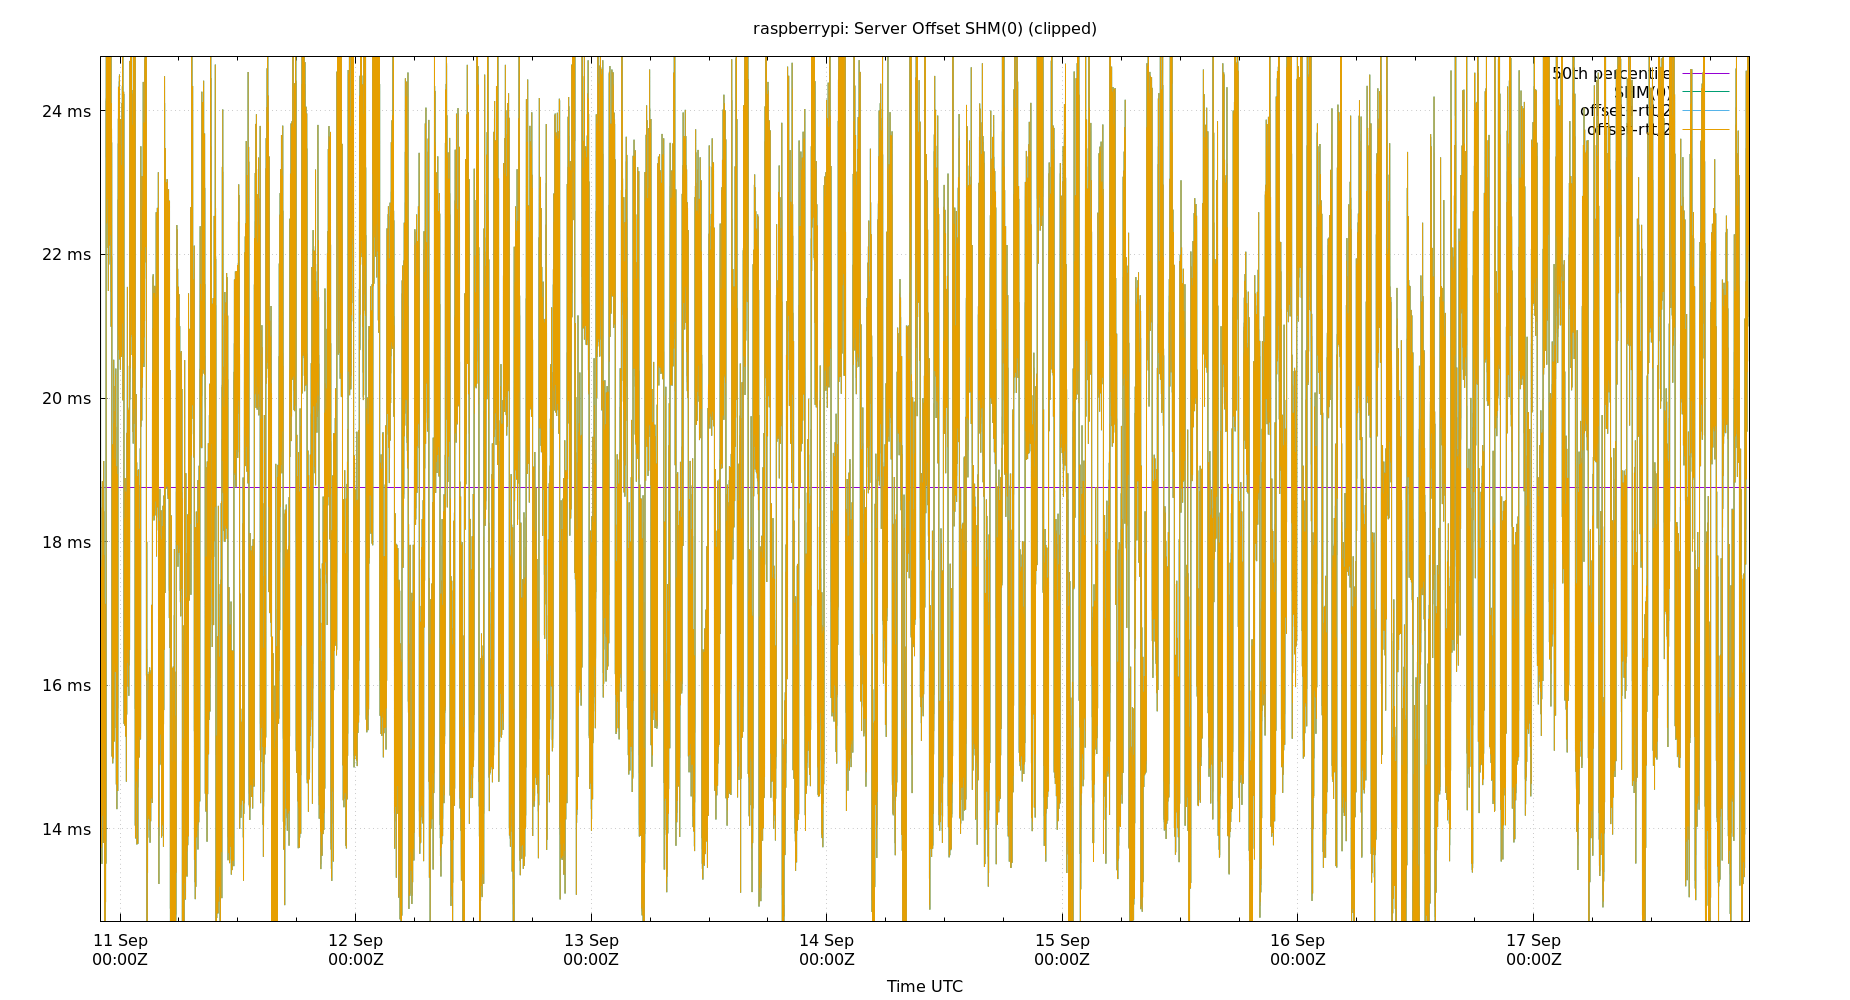 raspberrypi: Server Offset SHM(0) (clipped)
50th percentile
SHM(0)
offset+rtt/2
offset-rtt/2
24 ms
22 ms
20 ms
18 ms
16 ms
14 ms
11 Sep
00:00Z
12 Sep
00:00Z
13 Sep
00:00Z
14 Sep
00:00Z
15 Sep
00:00Z
16 Sep
00:00Z
17 Sep
00:00Z
Time UTC